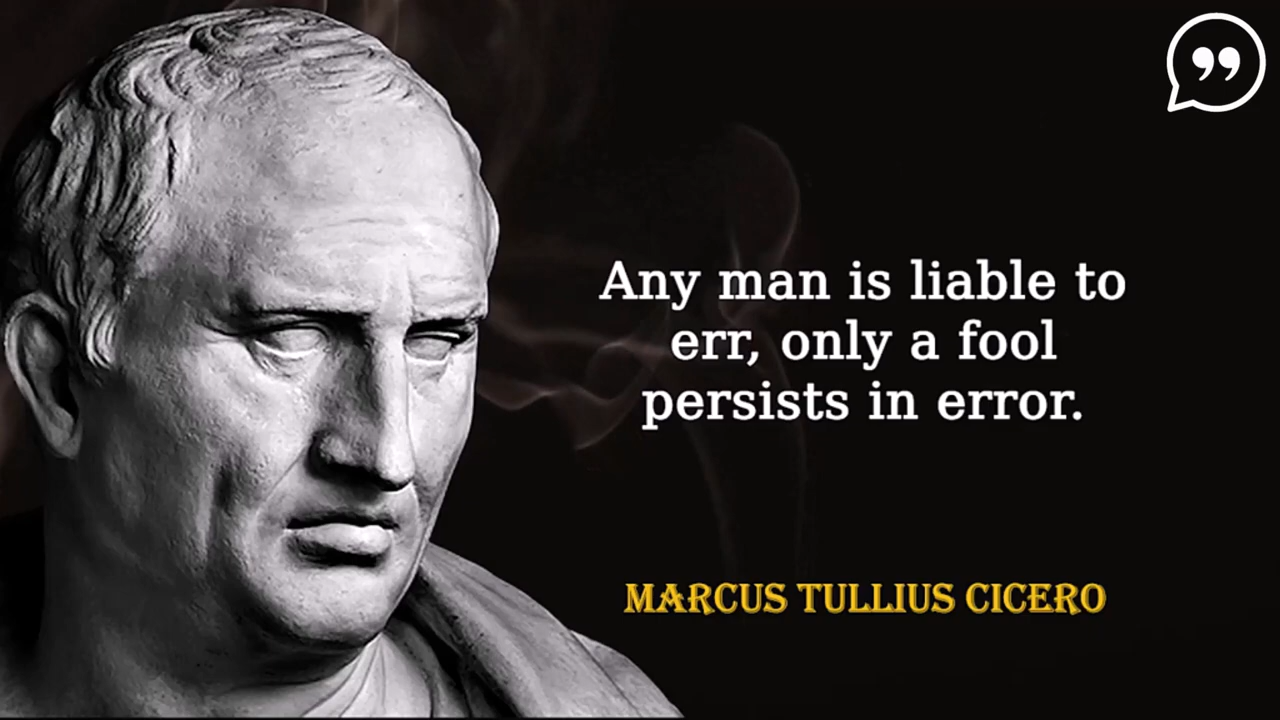 Any man is liable to
err, only a fool
persists in error.
MARCUS TULLIUS CICERO